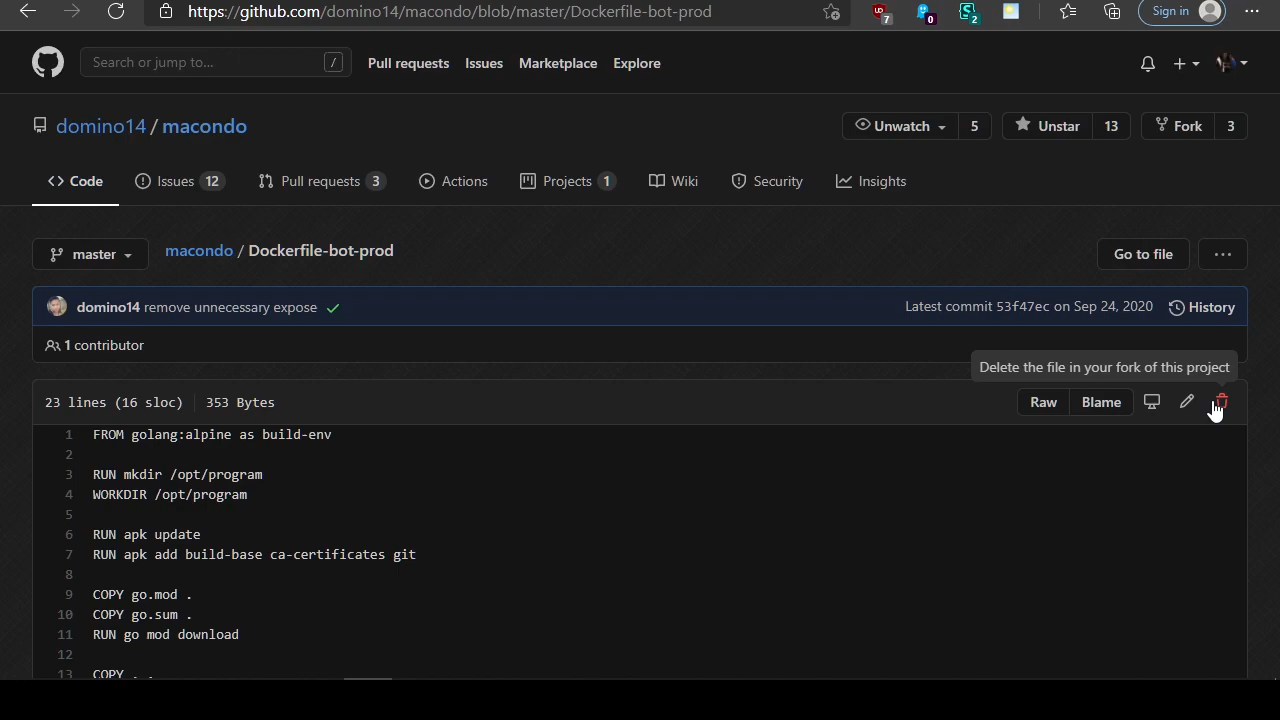 https://github.com/domino14/macondo/blob/master/Dockerfile-bot-prod
7
0
2
Sign in
Search or jump to...
/
Pull requests
Issues
Marketplace
Explore
domino14 / macondo
Unwatch 5
Unstar 13
Fork 3
Code
Issues 12
Pull requests 3
Actions
Projects 1
Wiki
Security
Insights
master
macondo / Dockerfile-bot-prod
Go to file
domino14 remove unnecessary expose
Latest commit 53f47ec on Sep 24, 2020
History
1 contributor
Delete the file in your fork of this project
23 lines (16 sloc)
353 Bytes
Raw
Blame
1 FROM golang:alpine as build-env
2
3 RUN mkdir /opt/program
4 WORKDIR /opt/program
5
6 RUN apk update
7 RUN apk add build-base ca-certificates git
8
9 COPY go.mod .
10 COPY go.sum .
11 RUN go mod download
12
13 COPY . .